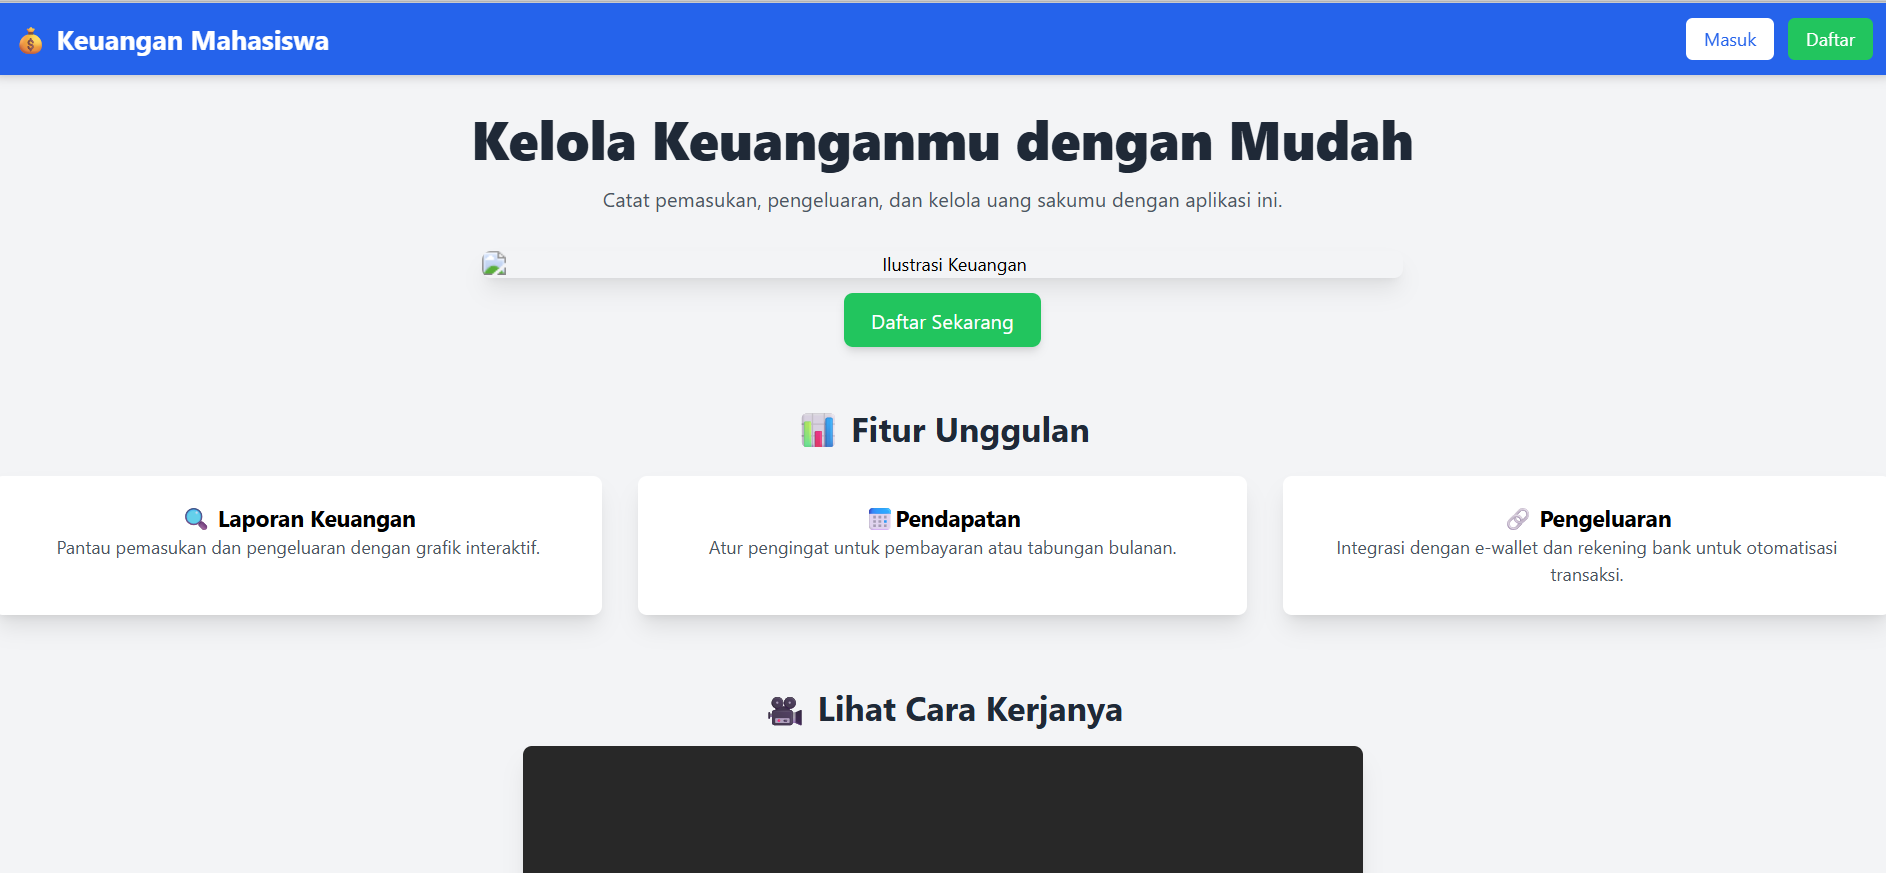 Keuangan Mahasiswa
Masuk
Daftar
Kelola Keuanganmu dengan Mudah
Catat pemasukan, pengeluaran, dan kelola uang sakumu dengan aplikasi ini.
Ilustrasi Keuangan
Daftar Sekarang
Fitur Unggulan
Laporan Keuangan
Pantau pemasukan dan pengeluaran dengan grafik interaktif.
Pendapatan
Atur pengingat untuk pembayaran atau tabungan bulanan.
Pengeluaran
Integrasi dengan e-wallet dan rekening bank untuk otomatisasi
transaksi.
Lihat Cara Kerjanya